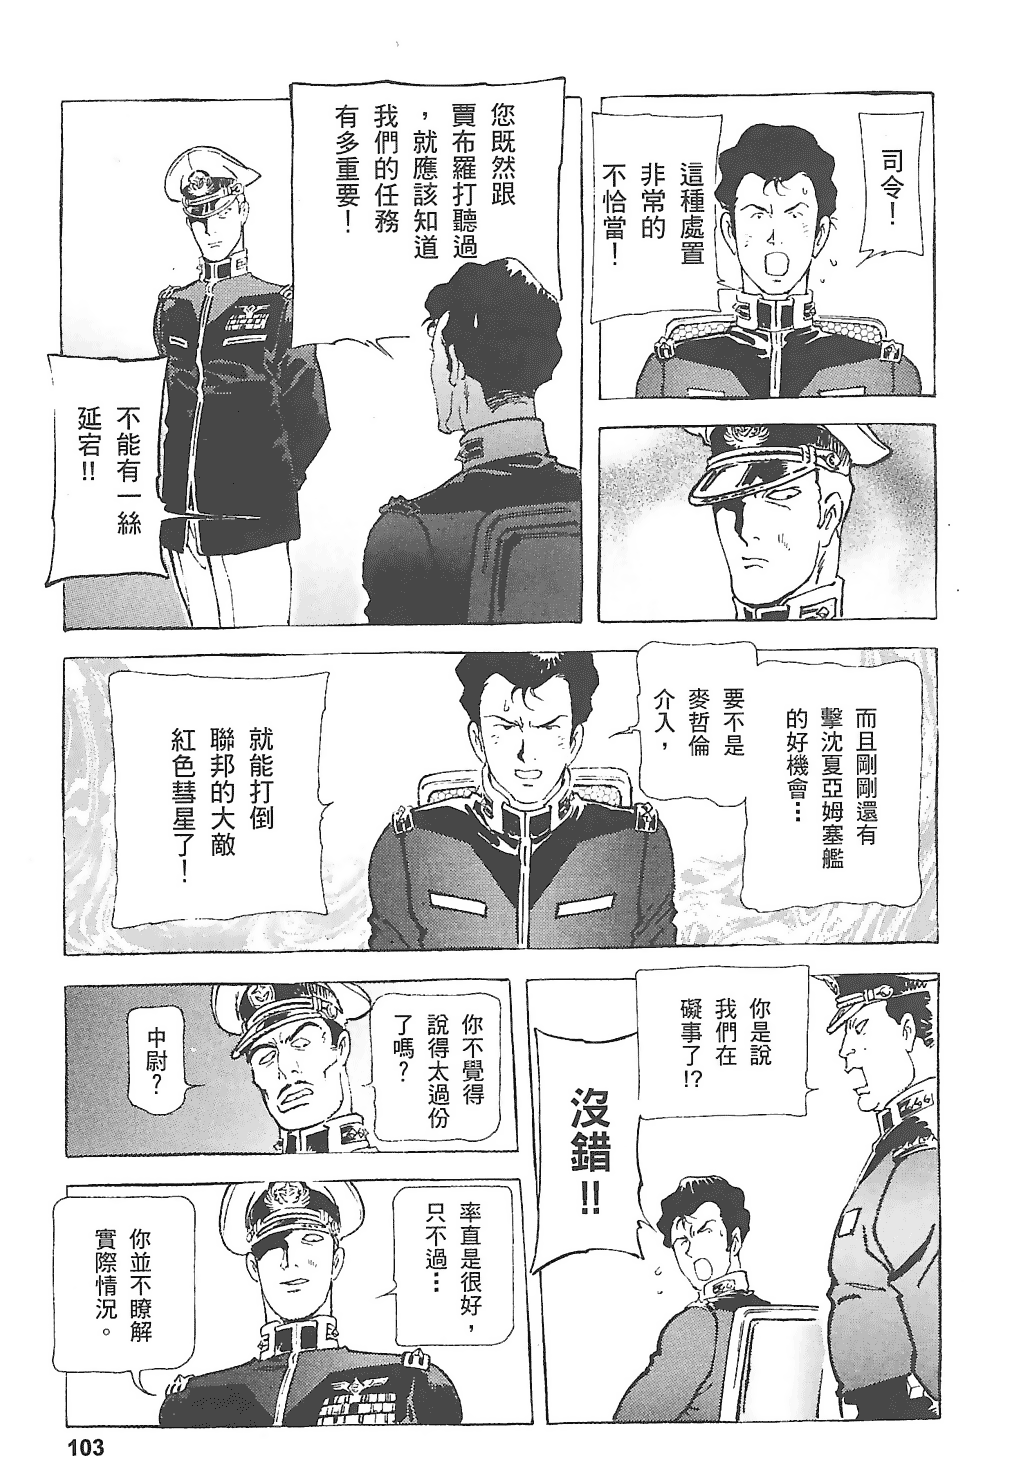 司令！
這種處置
非常的
不恰當！
您既然跟
賈布羅打聽過
，就應該知道
我們的任務
有多重要！
不能有一絲
延宕!!
而且剛剛還有
擊沈夏亞姆塞艦
的好機會…
要不是
麥哲倫
介入，
就能打倒
聯邦的大敵
紅色彗星了！
你是說
我們在
礙事了!?
沒錯!!
你不覺得
說得太過份
了嗎？
中尉？
率直是很好，
只不過…
你並不瞭解
實際情況。
103